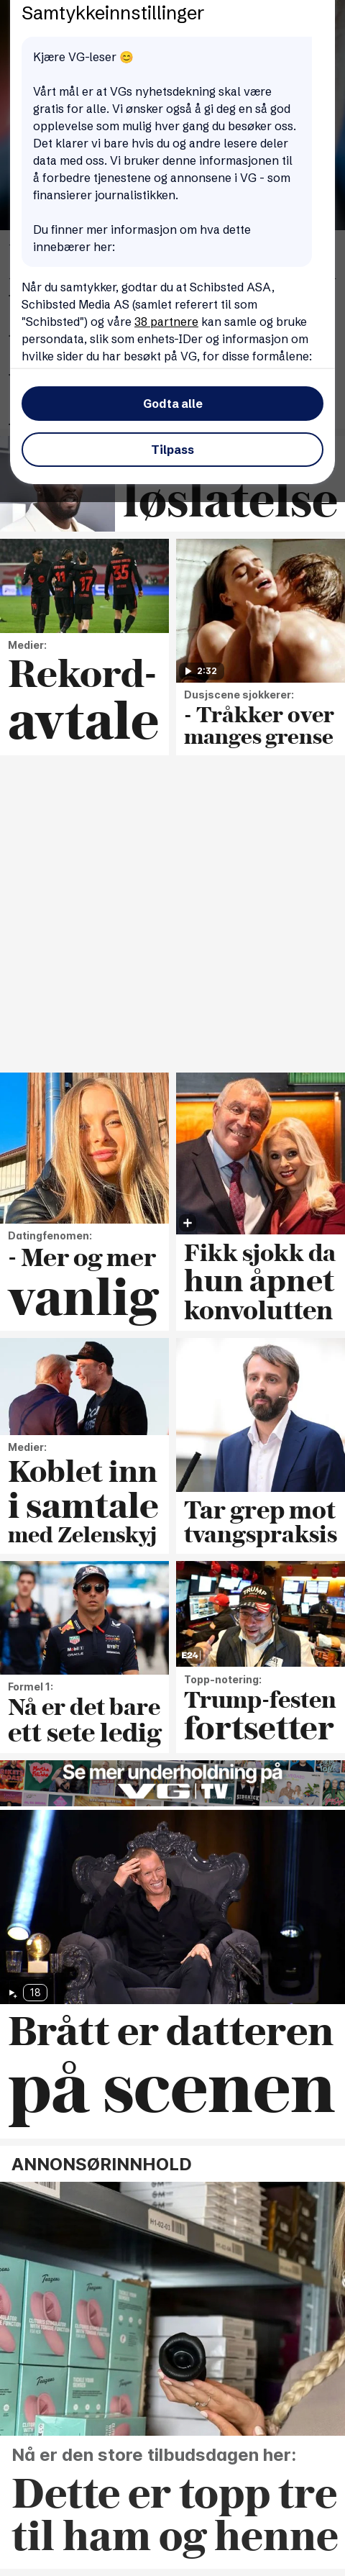 Samtykkeinnstillinger
Kjære VG-leser 😊
Vårt mål er at VGs nyhetsdekning skal være
gratis for alle. Vi ønsker også å gi deg en så god
opplevelse som mulig hver gang du besøker oss.
Det klarer vi bare hvis du og andre lesere deler
data med oss. Vi bruker denne informasjonen til
å forbedre tjenestene og annonsene i VG - som
finansierer journalistikken.
Du finner mer informasjon om hva dette
innebærer her:
Når du samtykker, godtar du at Schibsted ASA,
Schibsted Media AS (samlet referert til som
"Schibsted") og våre 38 partnere kan samle og bruke
persondata, slik som enhets-IDer og informasjon om
hvilke sider du har besøkt på VG, for disse formålene:
Godta alle
Tilpass
løslatelse
Medier:
Rekord-
avtale
2:32
Dusjscene sjokkerer:
- Tråkker over
manges grense
Datingfenomen:
- Mer og mer
vanlig
Fikk sjokk da
hun åpnet
konvolutten
Medier:
Koblet inn
i samtale
med Zelenskyj
Tar grep mot
tvangspraksis
Formel 1:
Nå er det bare
ett sete ledig
TRUMP
E24
Topp-notering:
Trump-festen
fortsetter
Se mer underholdning på
VG TV
18
Brått er datteren
på scenen
ANNONSØRINNHOLD
Nå er den store tilbudsdagen her:
Dette er topp tre
til ham og henne